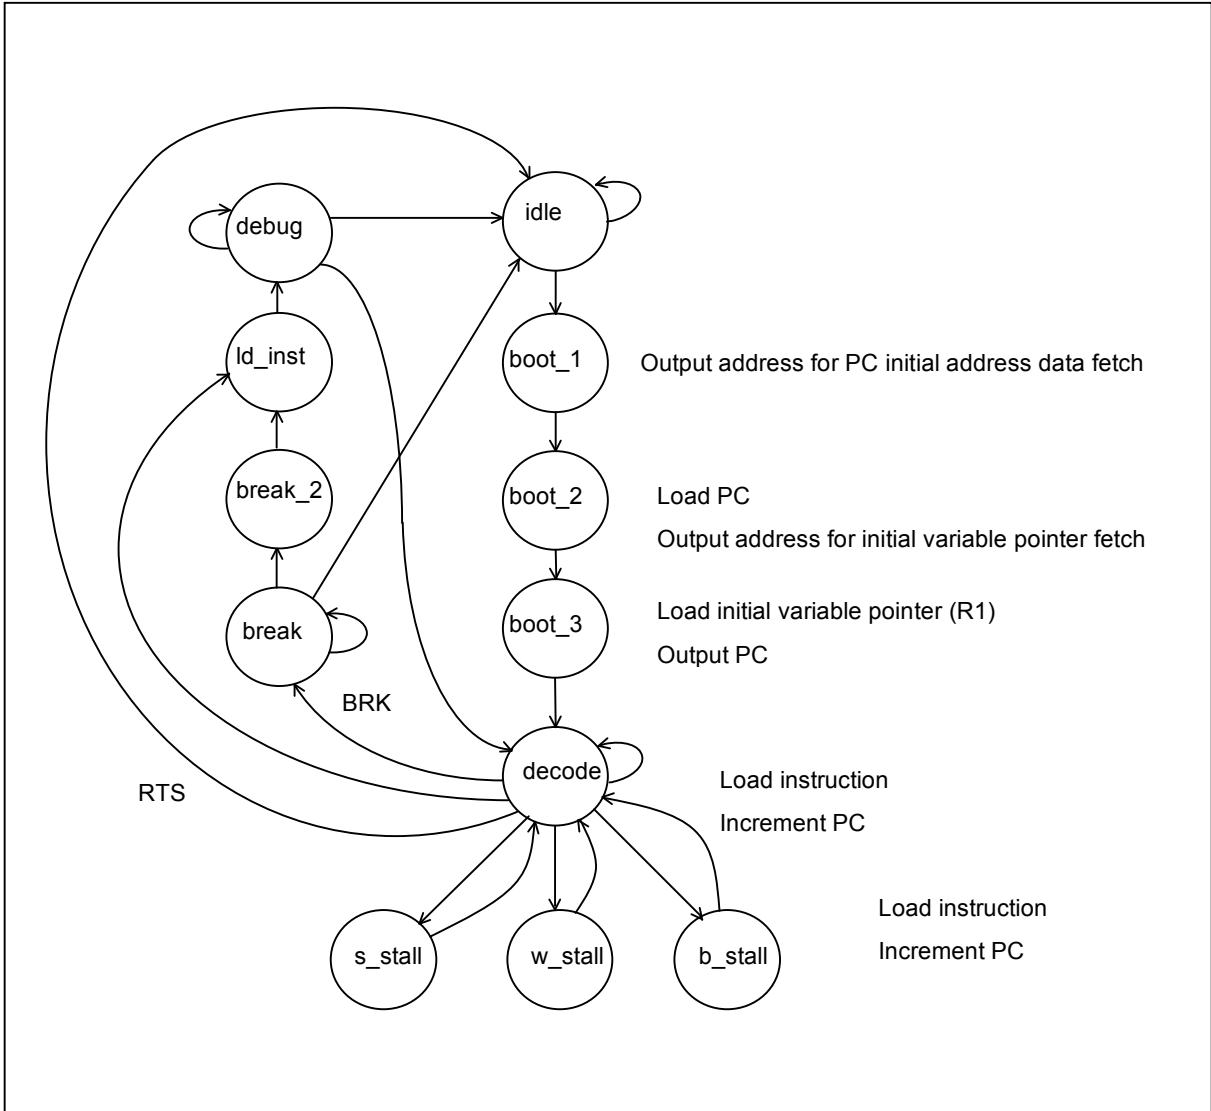 idle
debug
ld_inst
boot_1
Output address for PC initial address data fetch
break_2
boot_2
Load PC
Output address for initial variable pointer fetch
break
boot_3
Load initial variable pointer (R1)
Output PC
BRK
decode
RTS
Load instruction
Increment PC
s_stall
w_stall
b_stall
Load instruction
Increment PC